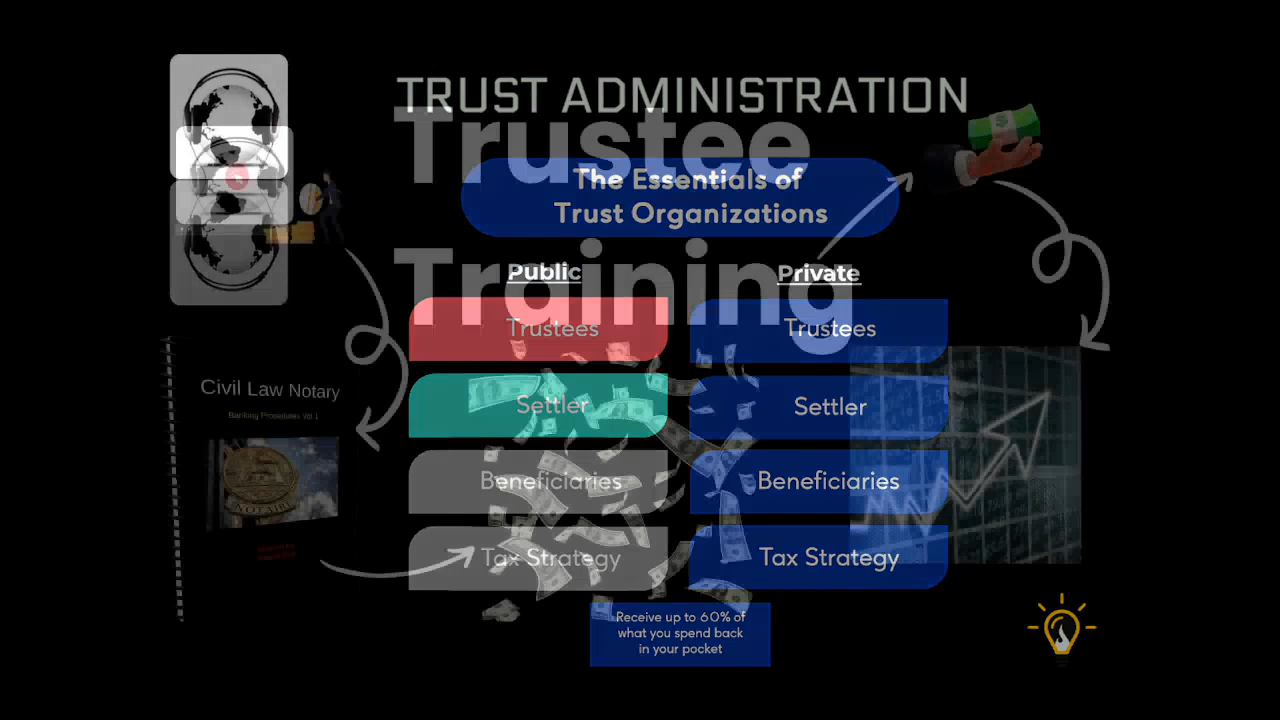 TRUST ADMINISTRATION
Trustee
Training
The Essentials of
Trust Organizations
Public
Private
Trustees
Trustees
Settler
Settler
Beneficiaries
Beneficiaries
Tax Strategy
Tax Strategy
Receive up to 60% of
what you spend back
in your pocket
Civil Law Notary
Banking Procedures Vol 1
NOTAIRE